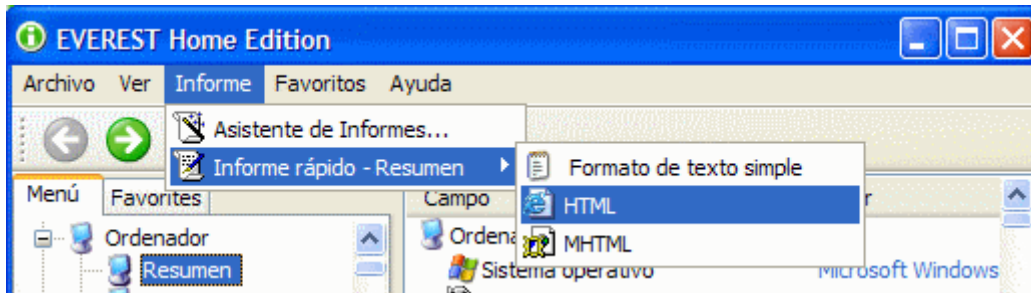 EVEREST Home Edition
Archivo Ver Informe Favoritos Ayuda
Asistente de Informes...
Informe rápido - Resumen
Formato de texto simple
HTML
MHTML
Menú Favorites
Campo
Ordenador
Resumen
Sistema operativo Microsoft Windows